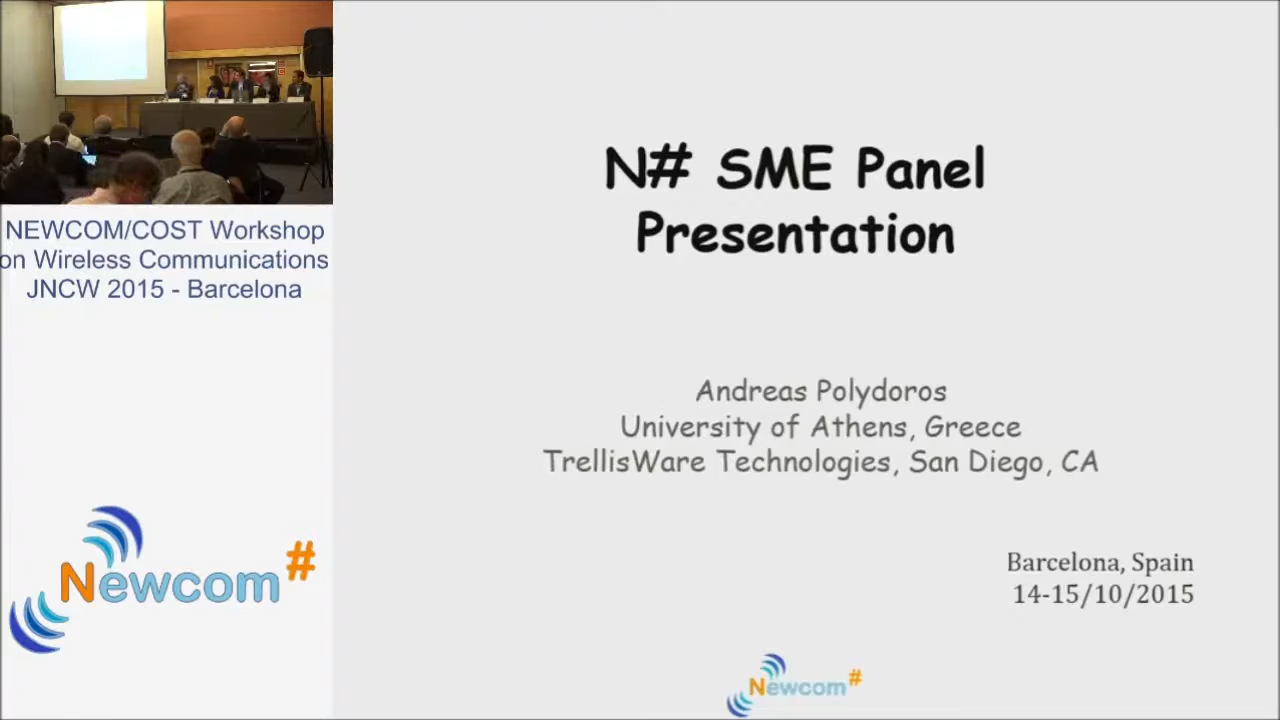 NEWCOM/COST Workshop
on Wireless Communications
JNCW 2015 - Barcelona
Newcom#
N# SME Panel
Presentation
Andreas Polydoros
University of Athens, Greece
TrellisWare Technologies, San Diego, CA
Barcelona, Spain
14-15/10/2015
Newcom#